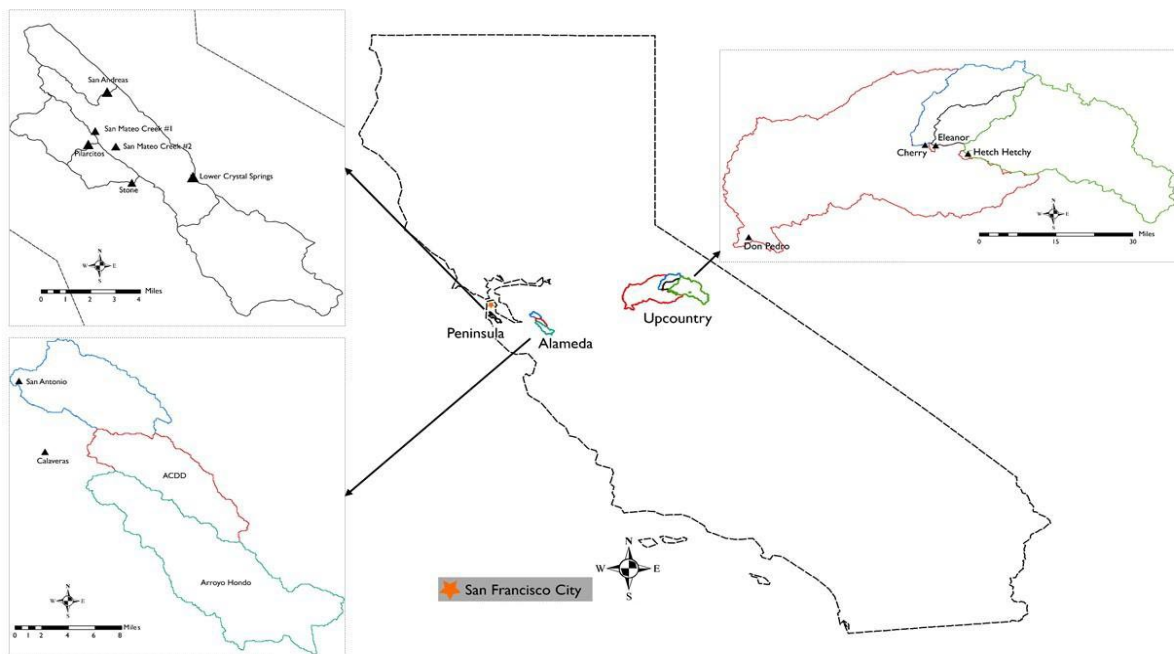 San Andreas
San Mateo Creek #1
Pilarcitos
San Mateo Creek #2
Stone
Lower Crystal Springs
N
W E
S
0 1 2 3 4 Miles
Eleanor
Cherry
Hetch Hetchy
Don Pedro
N
W E
S
0 15 30
Miles
Peninsula
Alameda
Upcountry
San Antonio
Calaveras
ACDD
Arroyo Hondo
N
W E
S
0 1 2 4 6 8 Miles
N
W E
S
San Francisco City